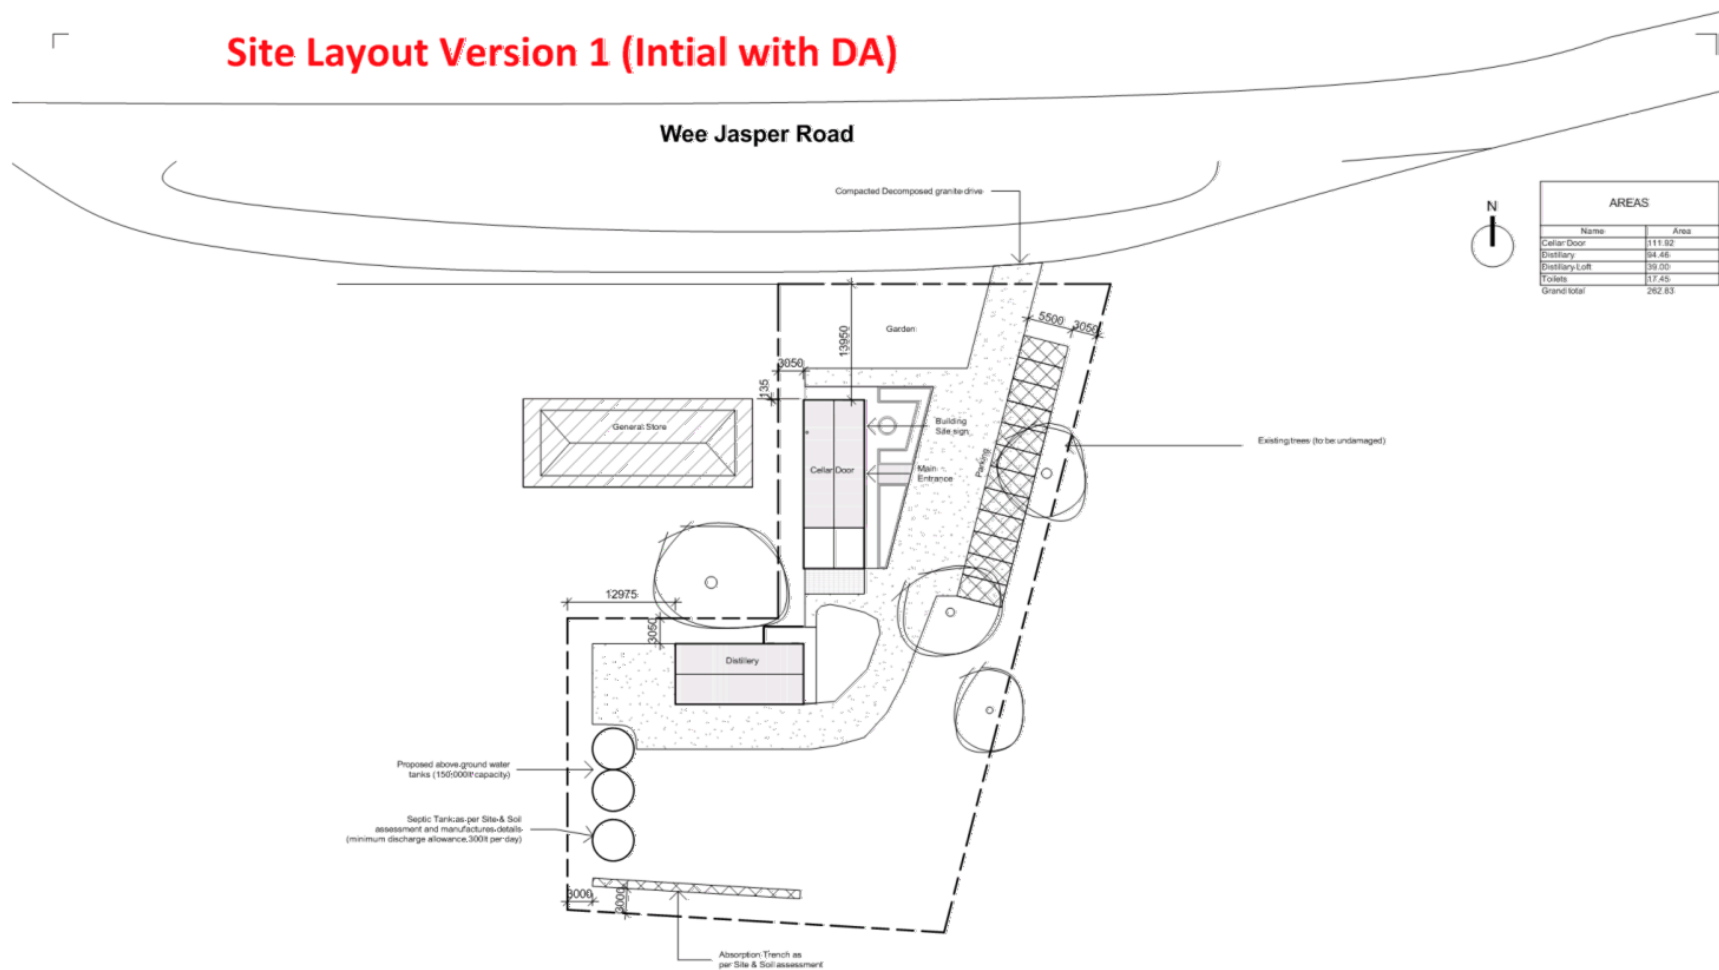 Site Layout Version 1 (Intial with DA)
Wee Jasper Road
Compacted Decomposed granite drive
N
AREAS
Name Area
Cellar Door 111.92
Distillery 94.46
Distillery Loft 39.00
Toilets 17.45
Grand total 262.83
5500
3050
Garden
13950
3050
135
General Store
Building
Site sign
Existing trees (to be undamaged)
Parking
Cellar Door
Main
Entrance
12975
3050
Distillery
Proposed above ground water
tanks (150,000lt capacity)
Septic Tank as per Site & Soil
assessment and manufactures details
(minimum discharge allowance 300lt per day)
3000
3000
Absorption Trench as
per Site & Soil assessment